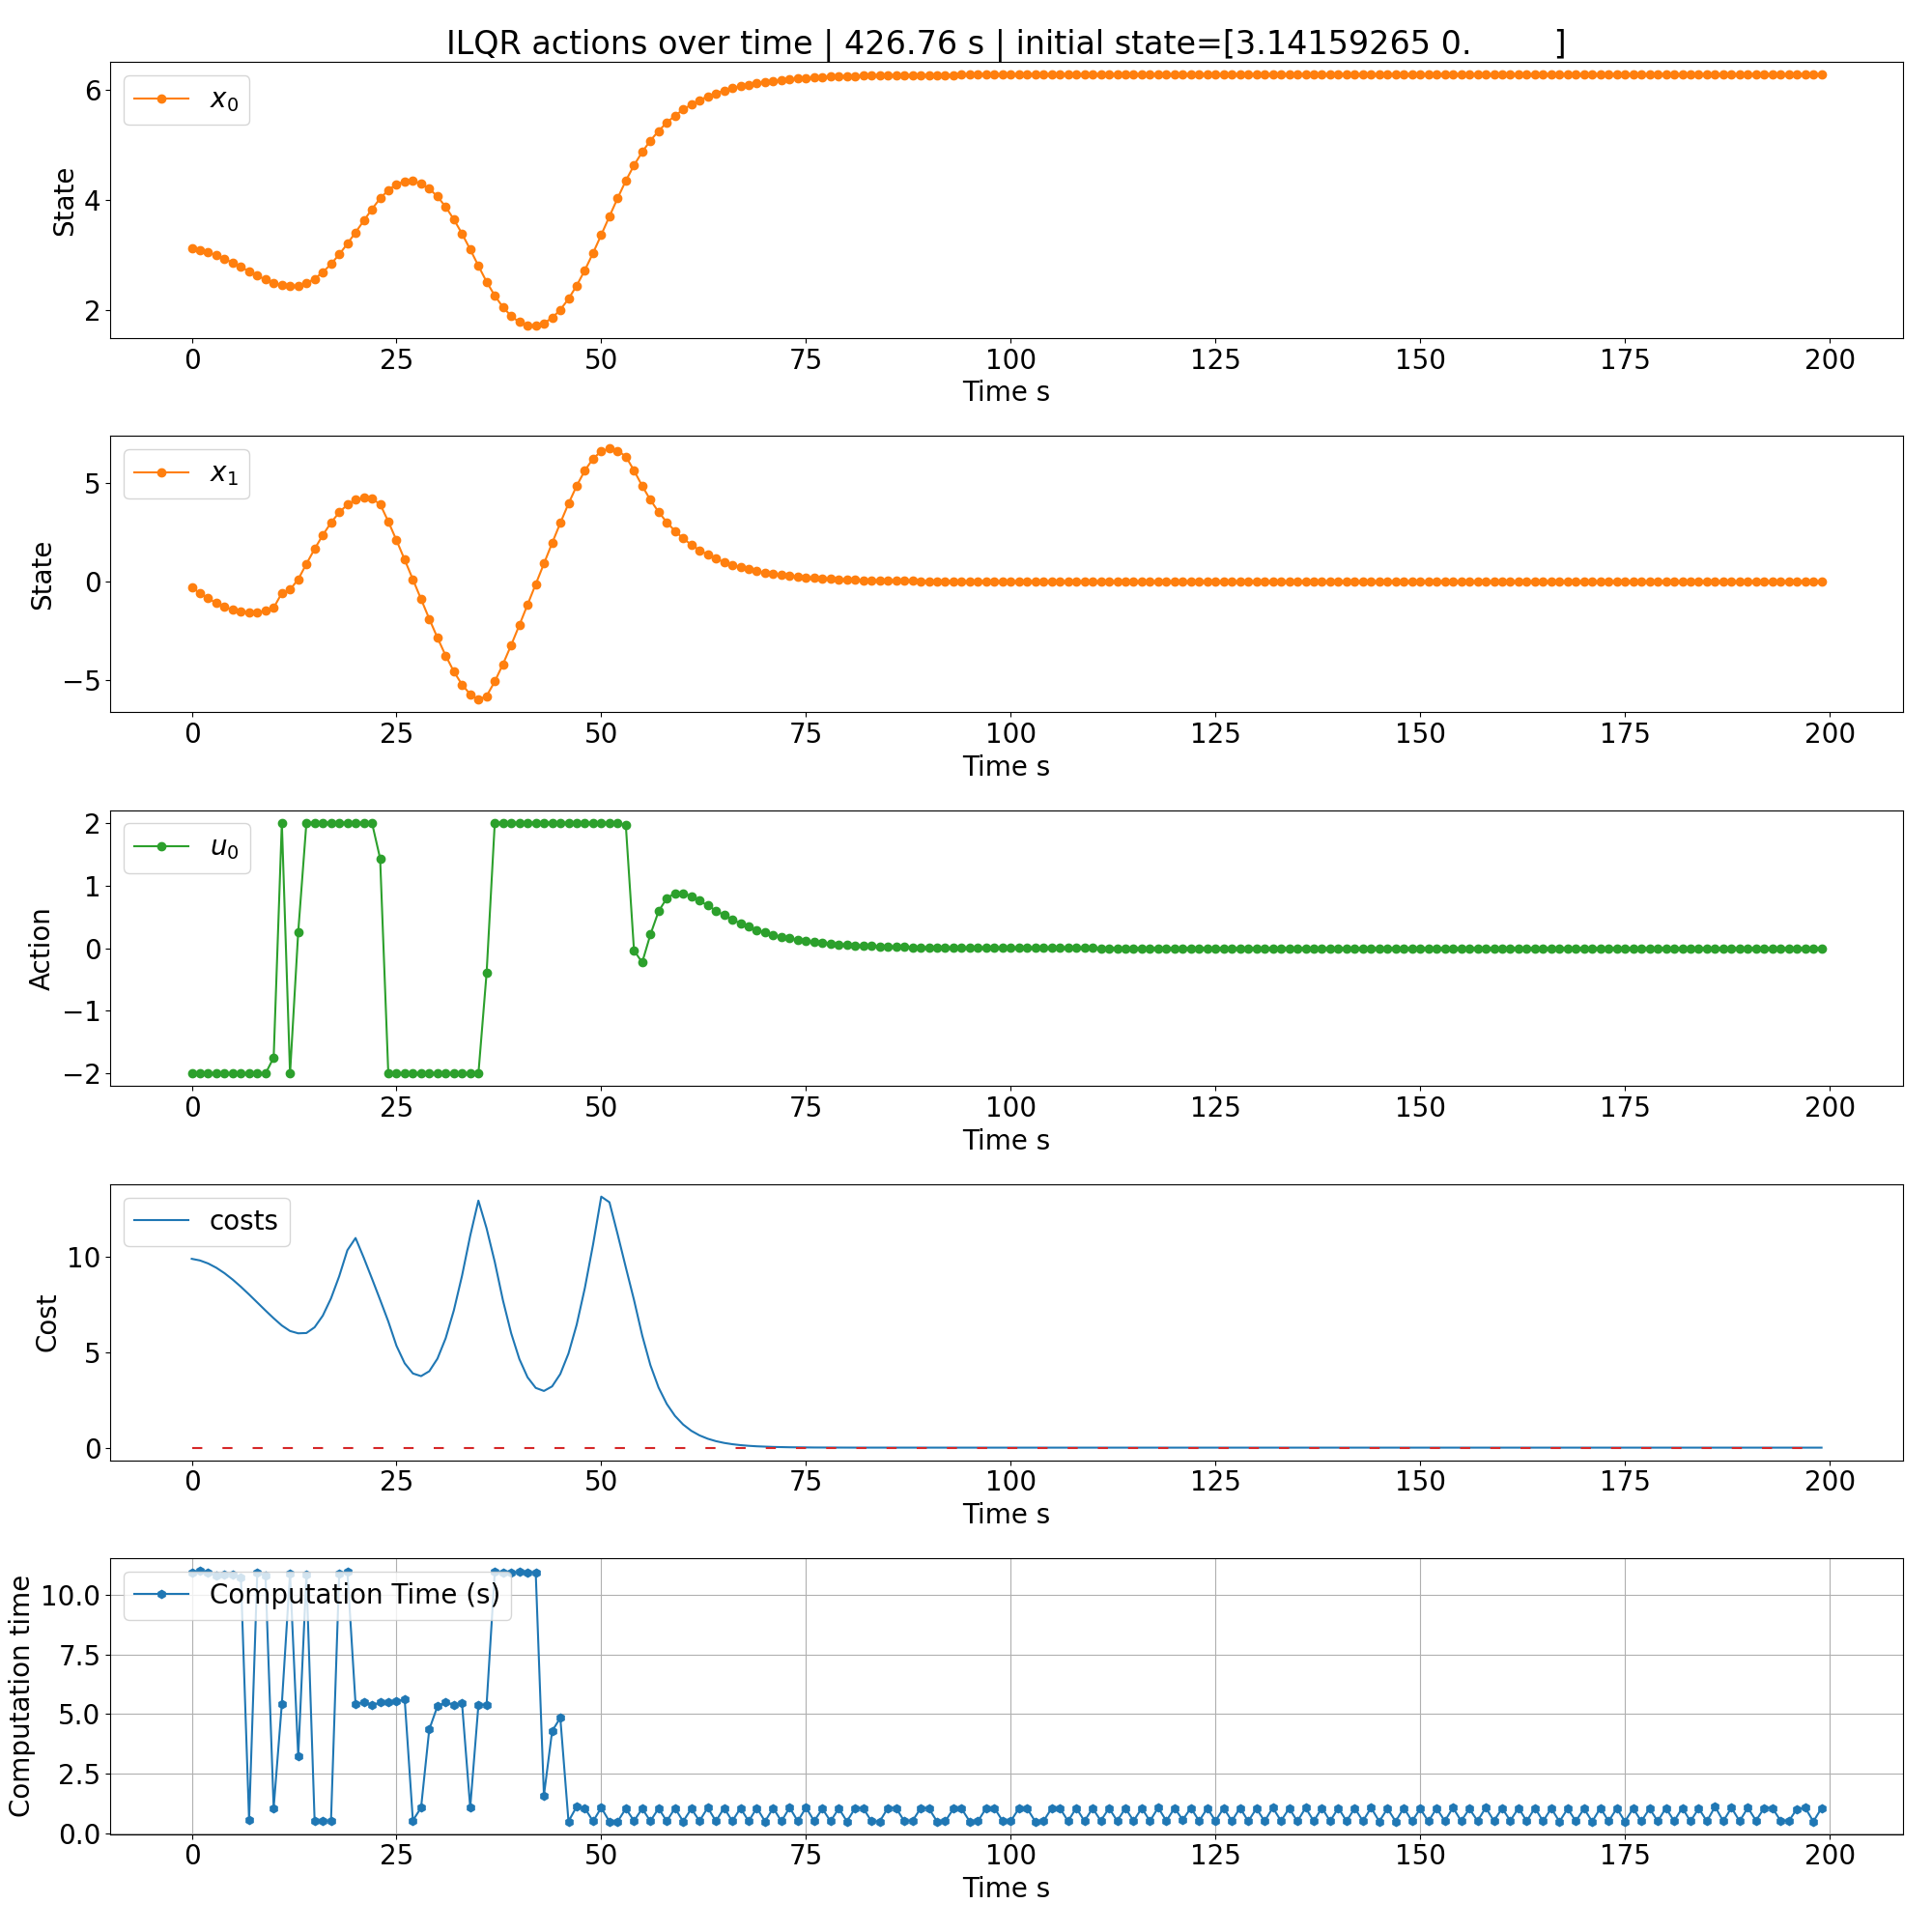 ILQR actions over time | 426.76 s | initial state=[3.14159265 0.         ]
x_0
State
6
4
2
0 25 50 75 100 125 150 175 200
Time s
x_1
State
5
0
−5
0 25 50 75 100 125 150 175 200
Time s
u_0
Action
2
1
0
−1
−2
0 25 50 75 100 125 150 175 200
Time s
costs
Cost
10
5
0
0 25 50 75 100 125 150 175 200
Time s
Computation Time (s)
Computation time
10.0
7.5
5.0
2.5
0.0
0 25 50 75 100 125 150 175 200
Time s